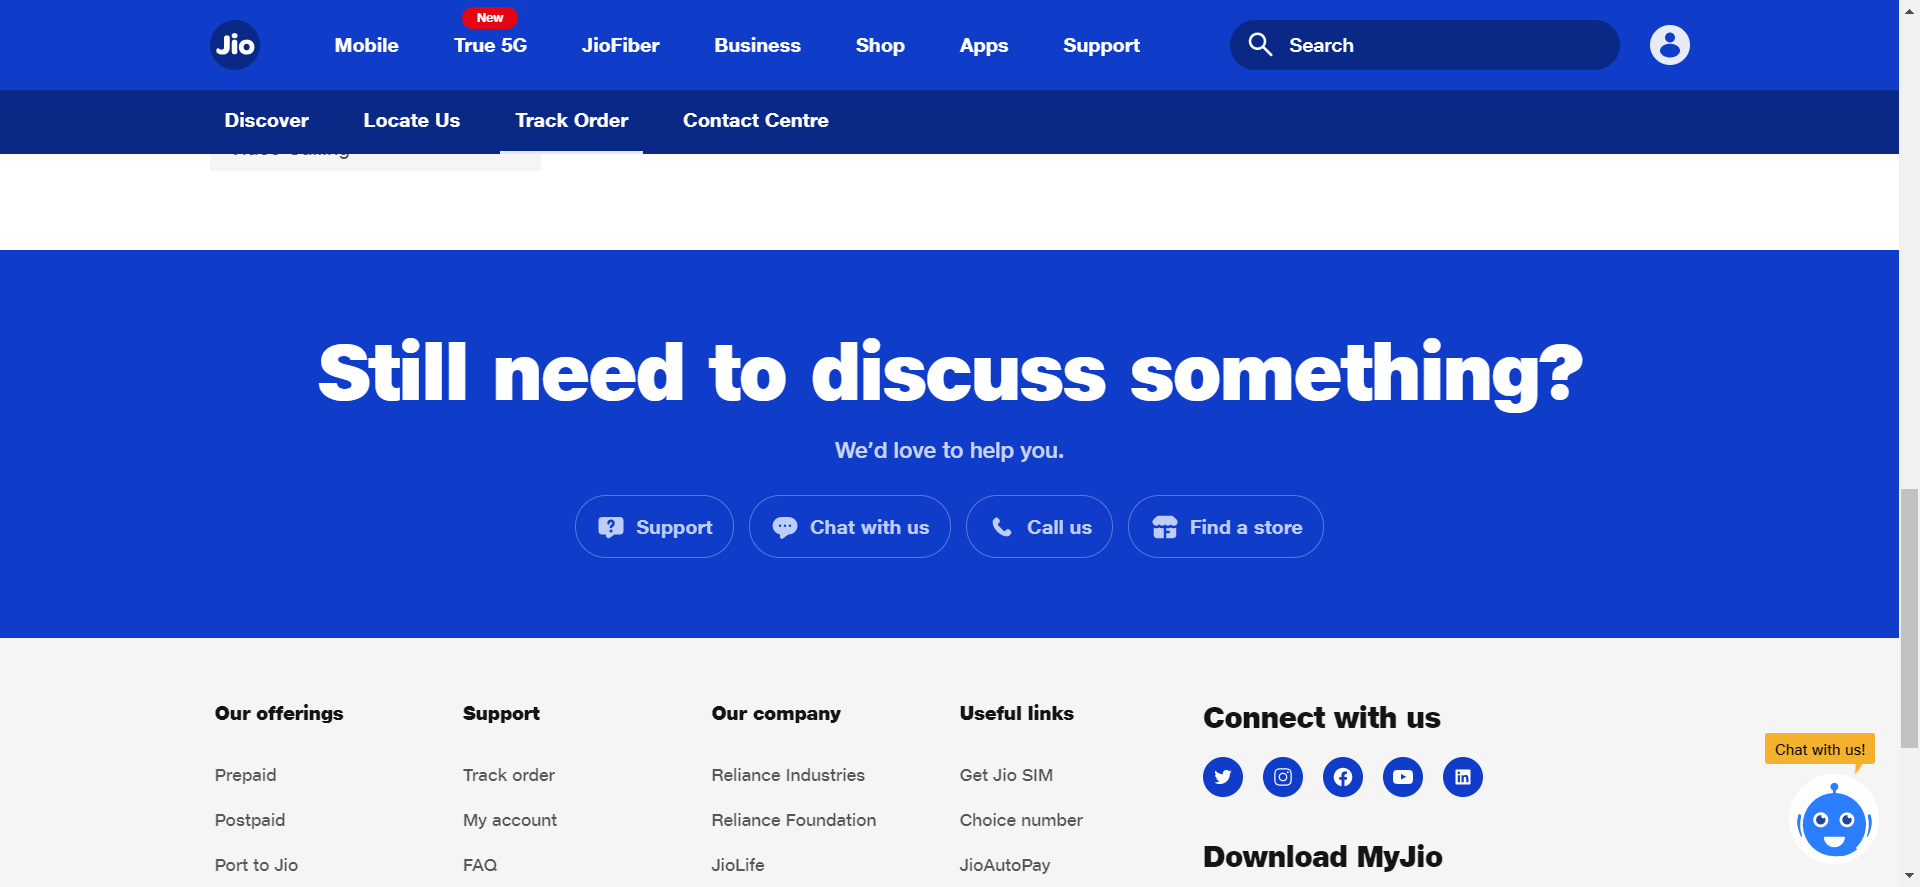 New
Jio Mobile True 5G JioFiber Business Shop Apps Support Search
Discover Locate Us Track Order Contact Centre
Still need to discuss something?
We’d love to help you.
Support Chat with us Call us Find a store
Our offerings Support Our company Useful links Connect with us
Chat with us!
Prepaid Track order Reliance Industries Get Jio SIM
Postpaid My account Reliance Foundation Choice number
Download MyJio
Port to Jio FAQ JioLife JioAutoPay